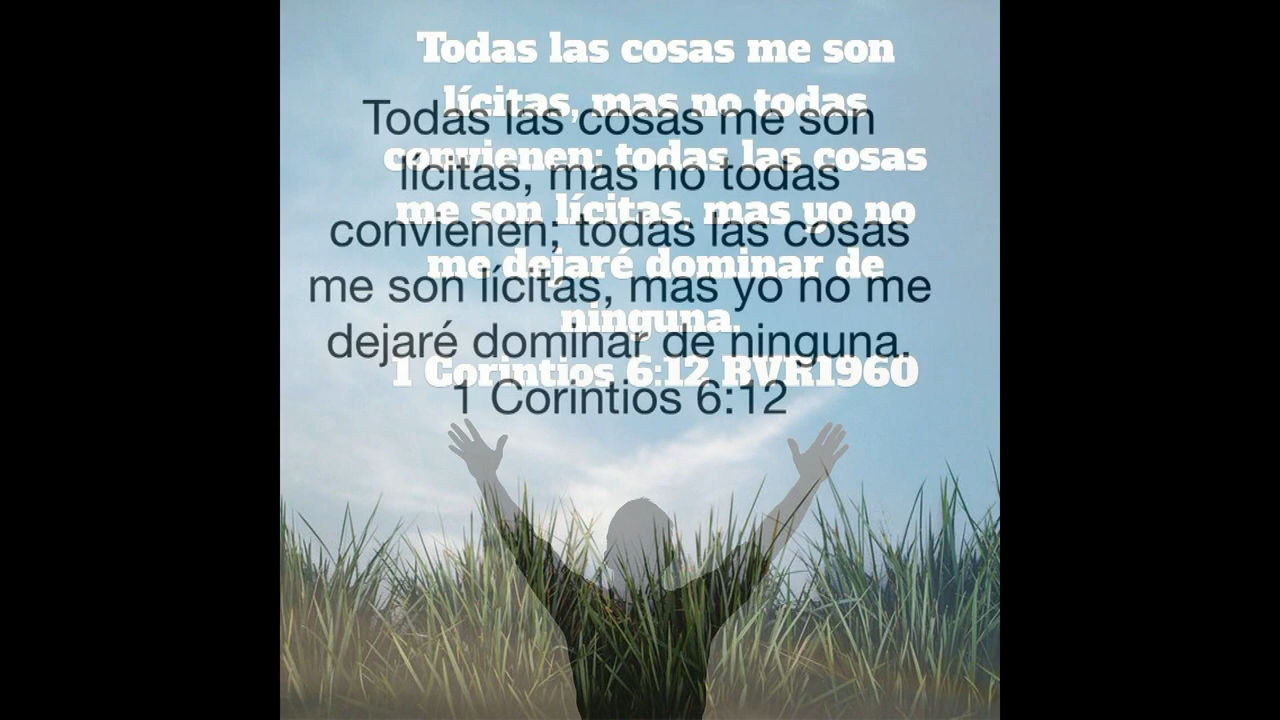 Todas las cosas me son
lícitas, mas no todas
convienen; todas las cosas
me son lícitas, mas yo no
me dejaré dominar de
ninguna.
1 Corintios 6:12 RVR1960
Todas las cosas me son
lícitas, mas no todas
convienen; todas las cosas
me son lícitas, mas yo no me
dejaré dominar de ninguna.
1 Corintios 6:12